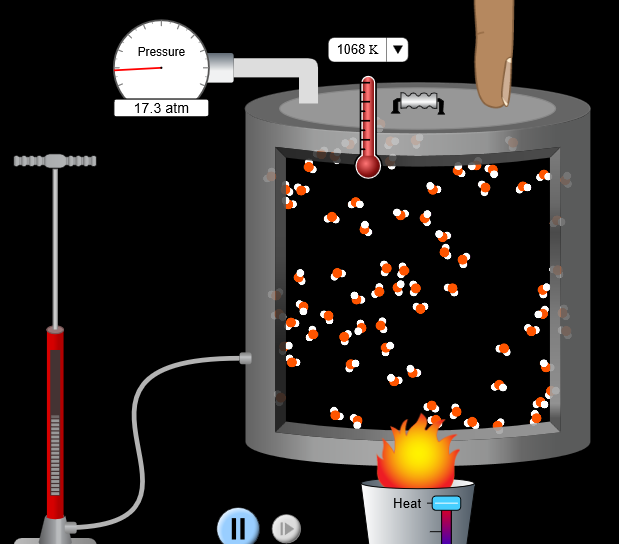 1068 K
Pressure
17.3 atm
Heat